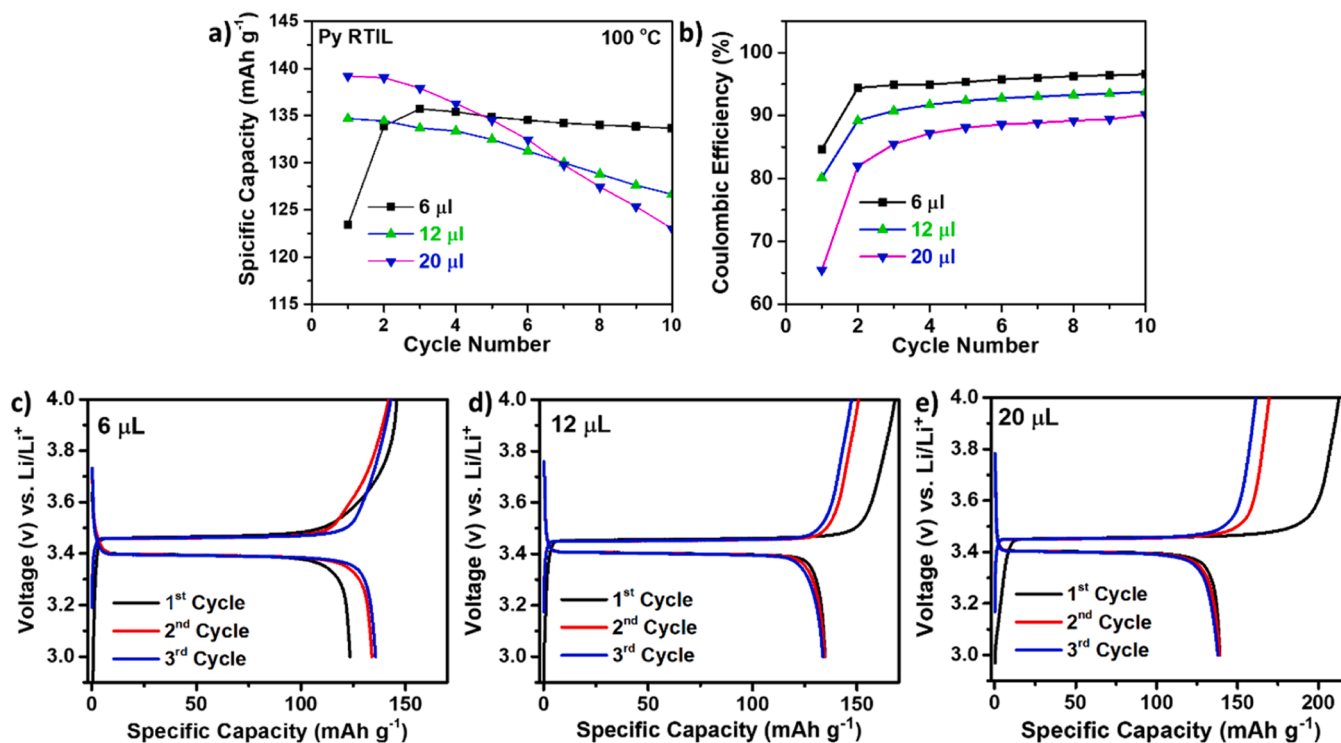 a)
Py RTIL
100 °C
Spicific Capacity (mAh g⁻¹)
145
140
135
130
125
120
115
6 μl
12 μl
20 μl
0 2 4 6 8 10
Cycle Number
b)
Coulombic Efficiency (%)
100
90
80
70
60
6 μl
12 μl
20 μl
0 2 4 6 8 10
Cycle Number
c)
6 μL
Voltage (v) vs. Li/Li⁺
4.0
3.8
3.6
3.4
3.2
3.0
1ˢᵗ Cycle
2ⁿᵈ Cycle
3ʳᵈ Cycle
0 50 100 150
Specific Capacity (mAh g⁻¹)
d)
12 μL
Voltage (v) vs. Li/Li⁺
4.0
3.8
3.6
3.4
3.2
3.0
1ˢᵗ Cycle
2ⁿᵈ Cycle
3ʳᵈ Cycle
0 50 100 150
Specific Capacity (mAh g⁻¹)
e)
20 μL
Voltage (v) vs. Li/Li⁺
4.0
3.8
3.6
3.4
3.2
3.0
1ˢᵗ Cycle
2ⁿᵈ Cycle
3ʳᵈ Cycle
0 50 100 150 200
Specific Capacity (mAh g⁻¹)